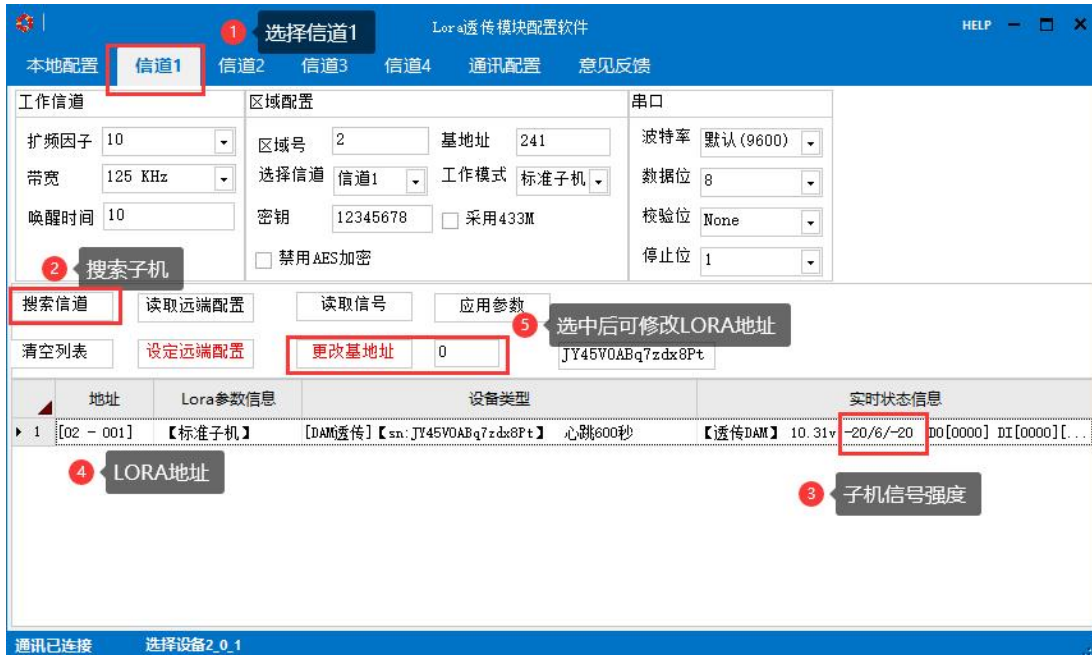 1 选择信道1 Lora透传模块配置软件 HELP
本地配置 信道1 信道2 信道3 信道4 通讯配置 意见反馈
工作信道 区域配置 串口
扩频因子 10 区域号 2 基地址 241 波特率 默认(9600)
带宽 125 KHz 选择信道 信道1 工作模式 标准子机 数据位 8
唤醒时间 10 密钥 12345678 采用433M 校验位 None
禁用AES加密 停止位 1
2 搜索子机
搜索信道 读取远端配置 读取信号 应用参数
5 选中后可修改LORA地址
清空列表 设定远端配置 更改基地址 0 JY45V0ABq7zdx8Pt
地址 Lora参数信息 设备类型 实时状态信息
1 [02 - 001] 【标准子机】 [DAM透传]【sn:JY45V0ABq7zdx8Pt】 心跳600秒 【透传DAM】 10.31v -20/6/-20 DO[0000] DI[0000][...
4 LORA地址
3 子机信号强度
通讯已连接 选择设备2_0_1